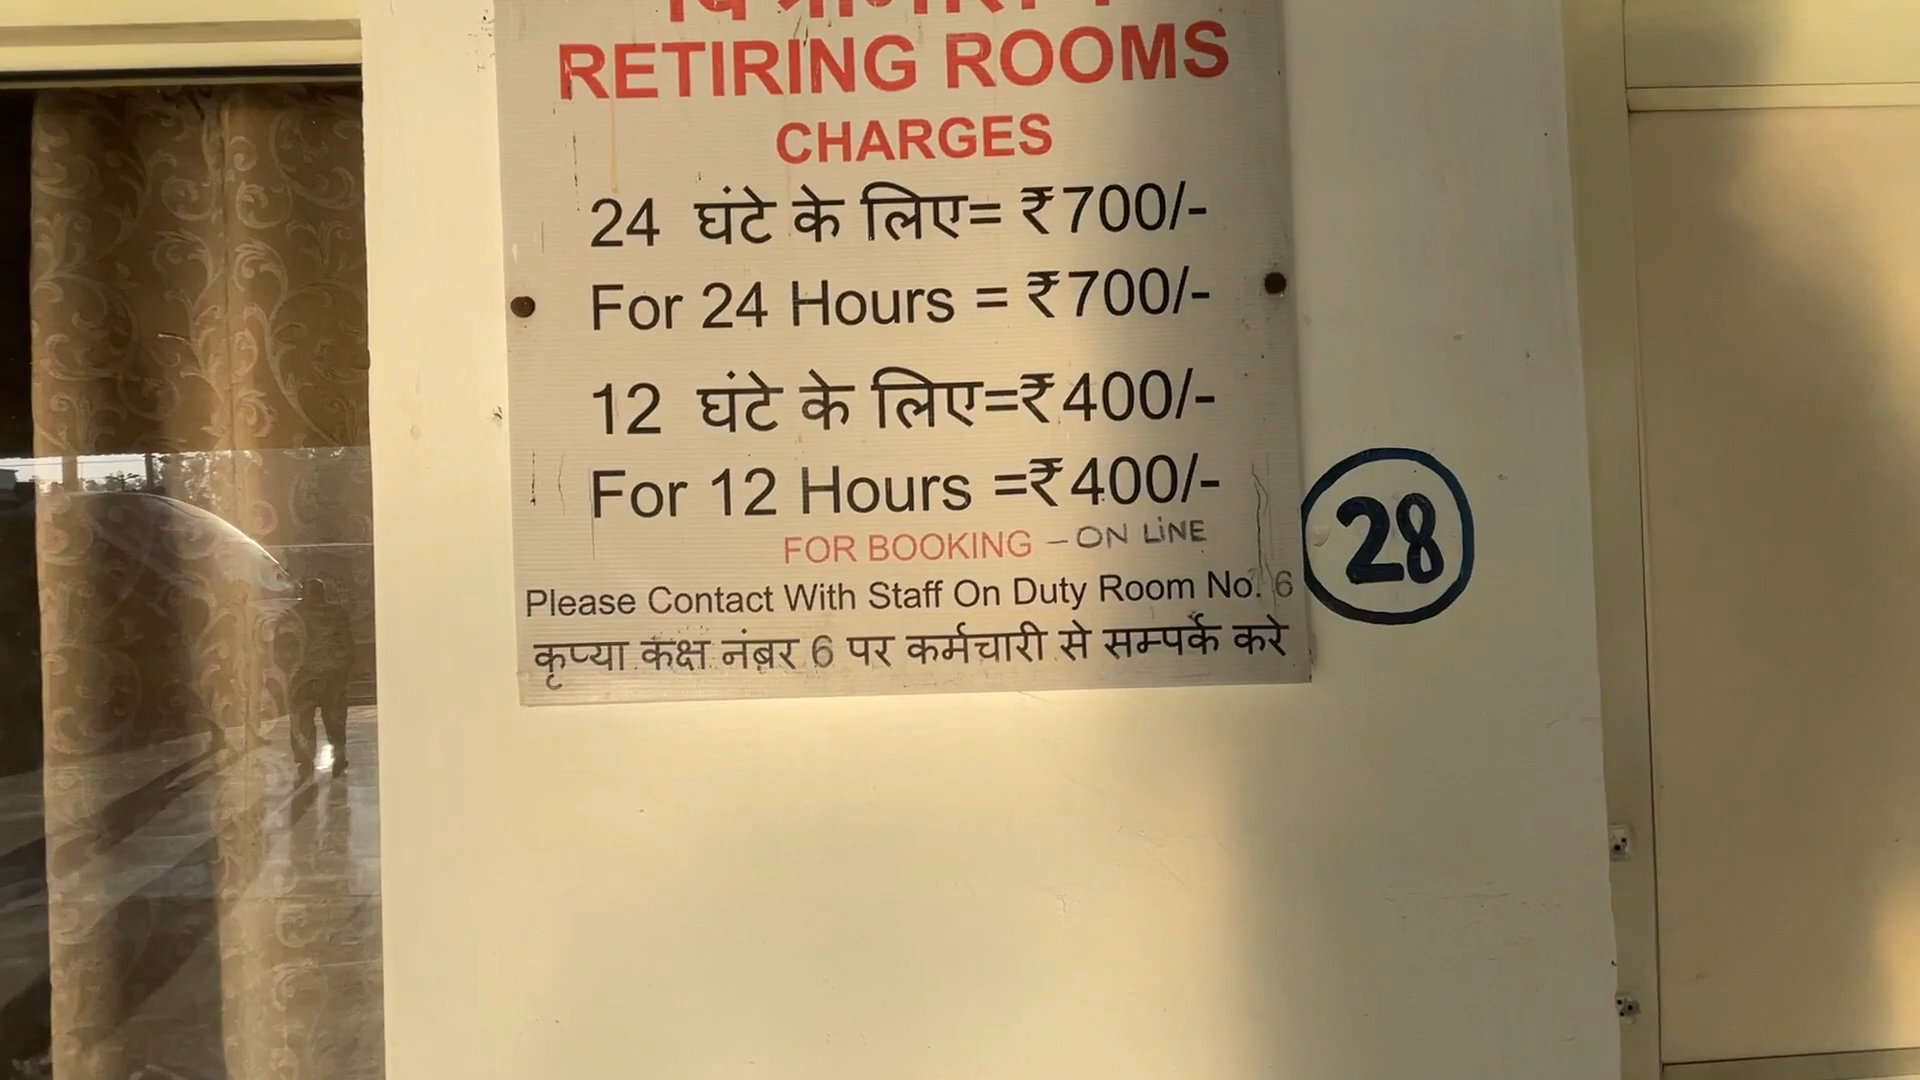 RETIRING ROOMS
CHARGES
24 घंटे के लिए= ₹700/-
For 24 Hours = ₹700/-
12 घंटे के लिए=₹400/-
For 12 Hours =₹400/-
FOR BOOKING - ON LINE
Please Contact With Staff On Duty Room No. 6
कृप्या कक्ष नंबर 6 पर कर्मचारी से सम्पर्क करे
28